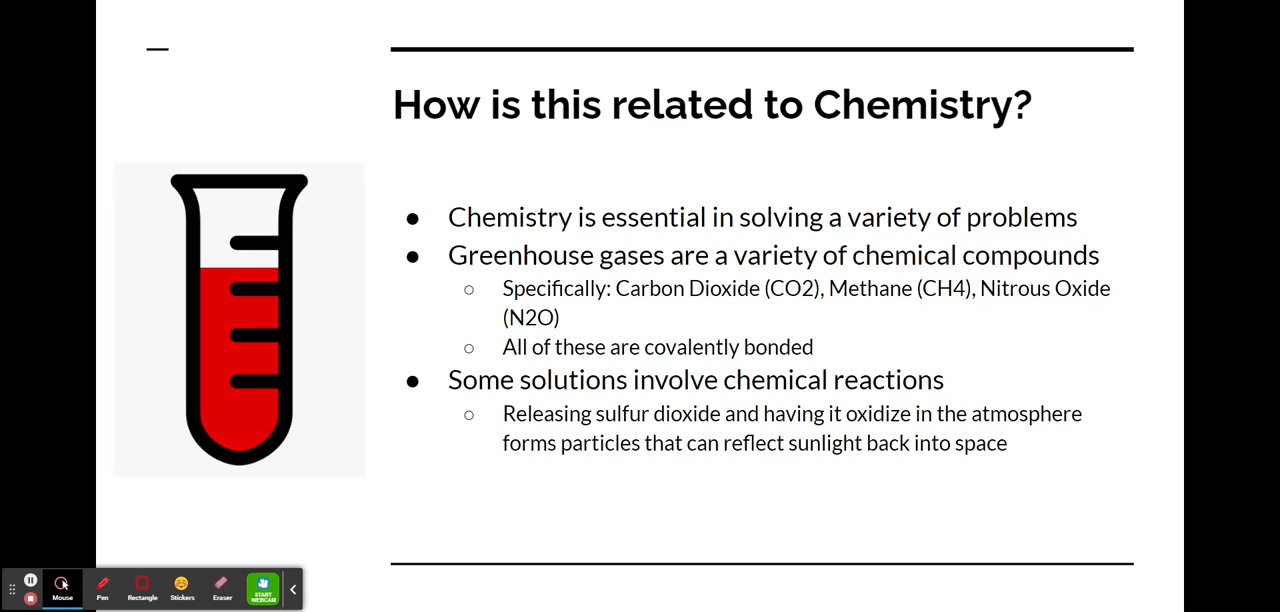 How is this related to Chemistry?
● Chemistry is essential in solving a variety of problems
● Greenhouse gases are a variety of chemical compounds
○ Specifically: Carbon Dioxide (CO2), Methane (CH4), Nitrous Oxide
(N2O)
○ All of these are covalently bonded
● Some solutions involve chemical reactions
○ Releasing sulfur dioxide and having it oxidize in the atmosphere
forms particles that can reflect sunlight back into space
Mouse
Pen
Rectangle
Stickers
Eraser
START
WEBCAM